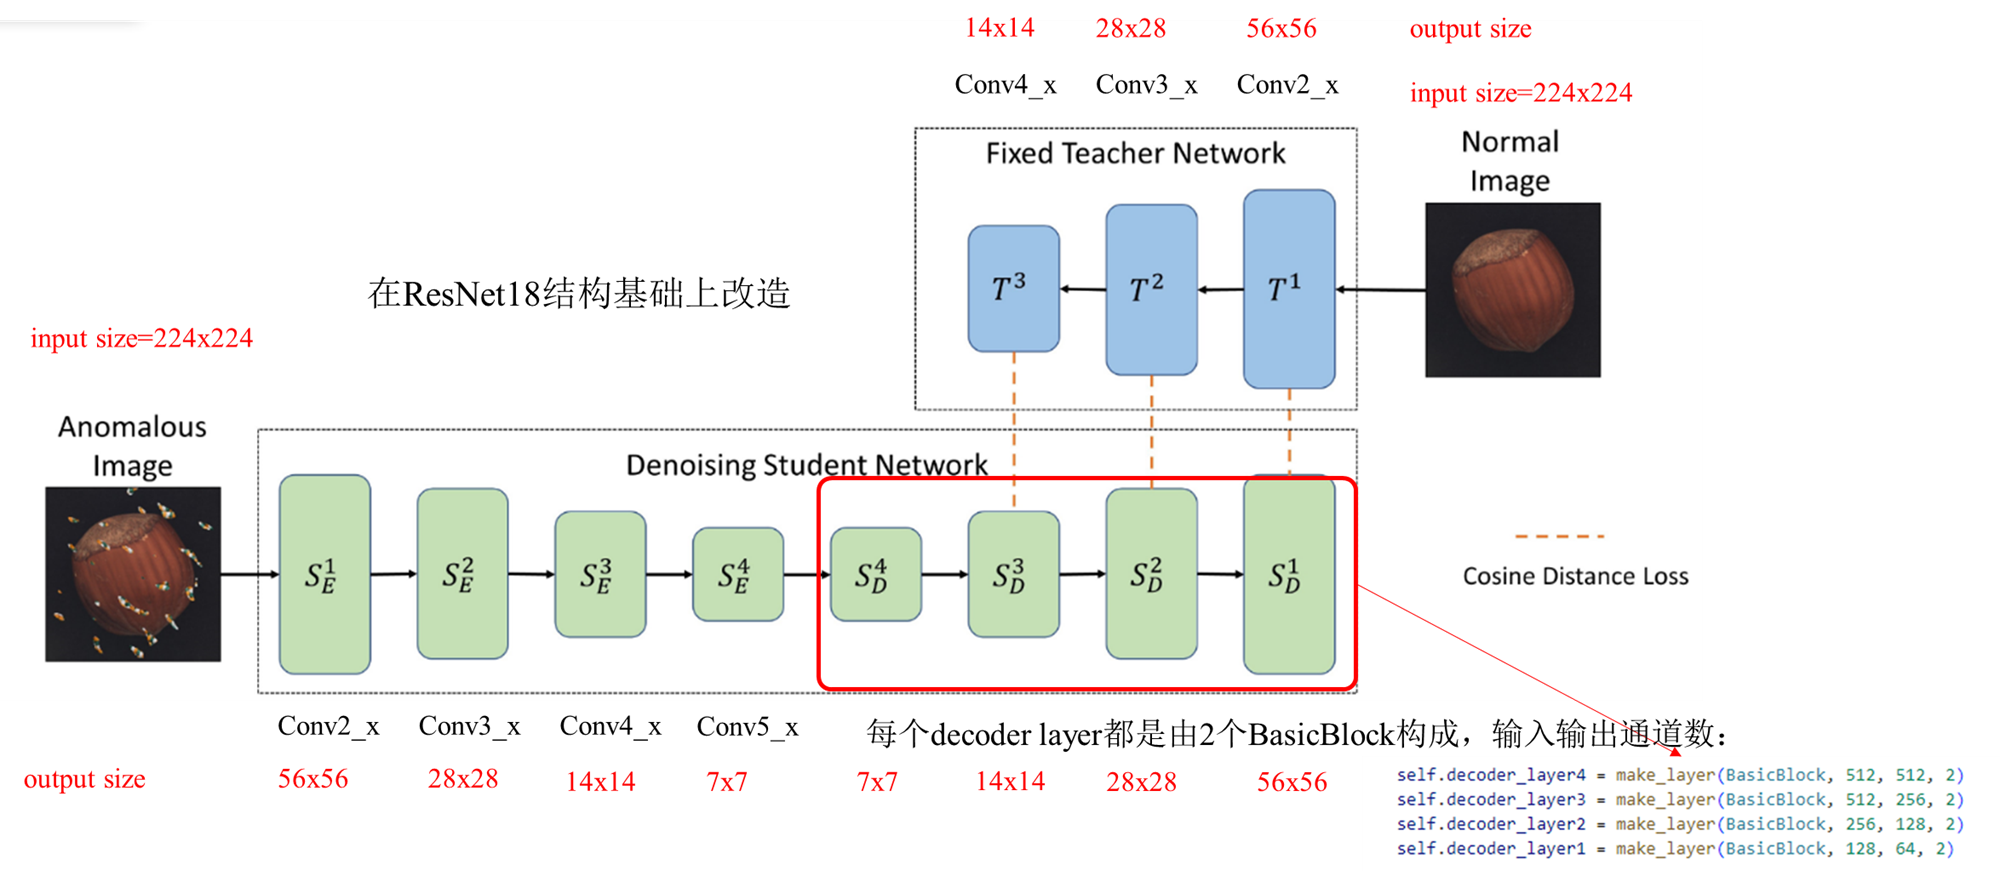 14x14 28x28 56x56 output size
Conv4_x Conv3_x Conv2_x
input size=224x224
Fixed Teacher Network
Normal
Image
T³ T² T¹
在ResNet18结构基础上改造
input size=224x224
Anomalous
Image
Denoising Student Network
S_E^1 S_E^2 S_E^3 S_E^4 S_D^4 S_D^3 S_D^2 S_D^1
Cosine Distance Loss
Conv2_x Conv3_x Conv4_x Conv5_x
每个decoder layer都是由2个BasicBlock构成，输入输出通道数：
output size 56x56 28x28 14x14 7x7 7x7 14x14 28x28 56x56
self.decoder_layer4 = make_layer(BasicBlock, 512, 512, 2)
self.decoder_layer3 = make_layer(BasicBlock, 512, 256, 2)
self.decoder_layer2 = make_layer(BasicBlock, 256, 128, 2)
self.decoder_layer1 = make_layer(BasicBlock, 128, 64, 2)